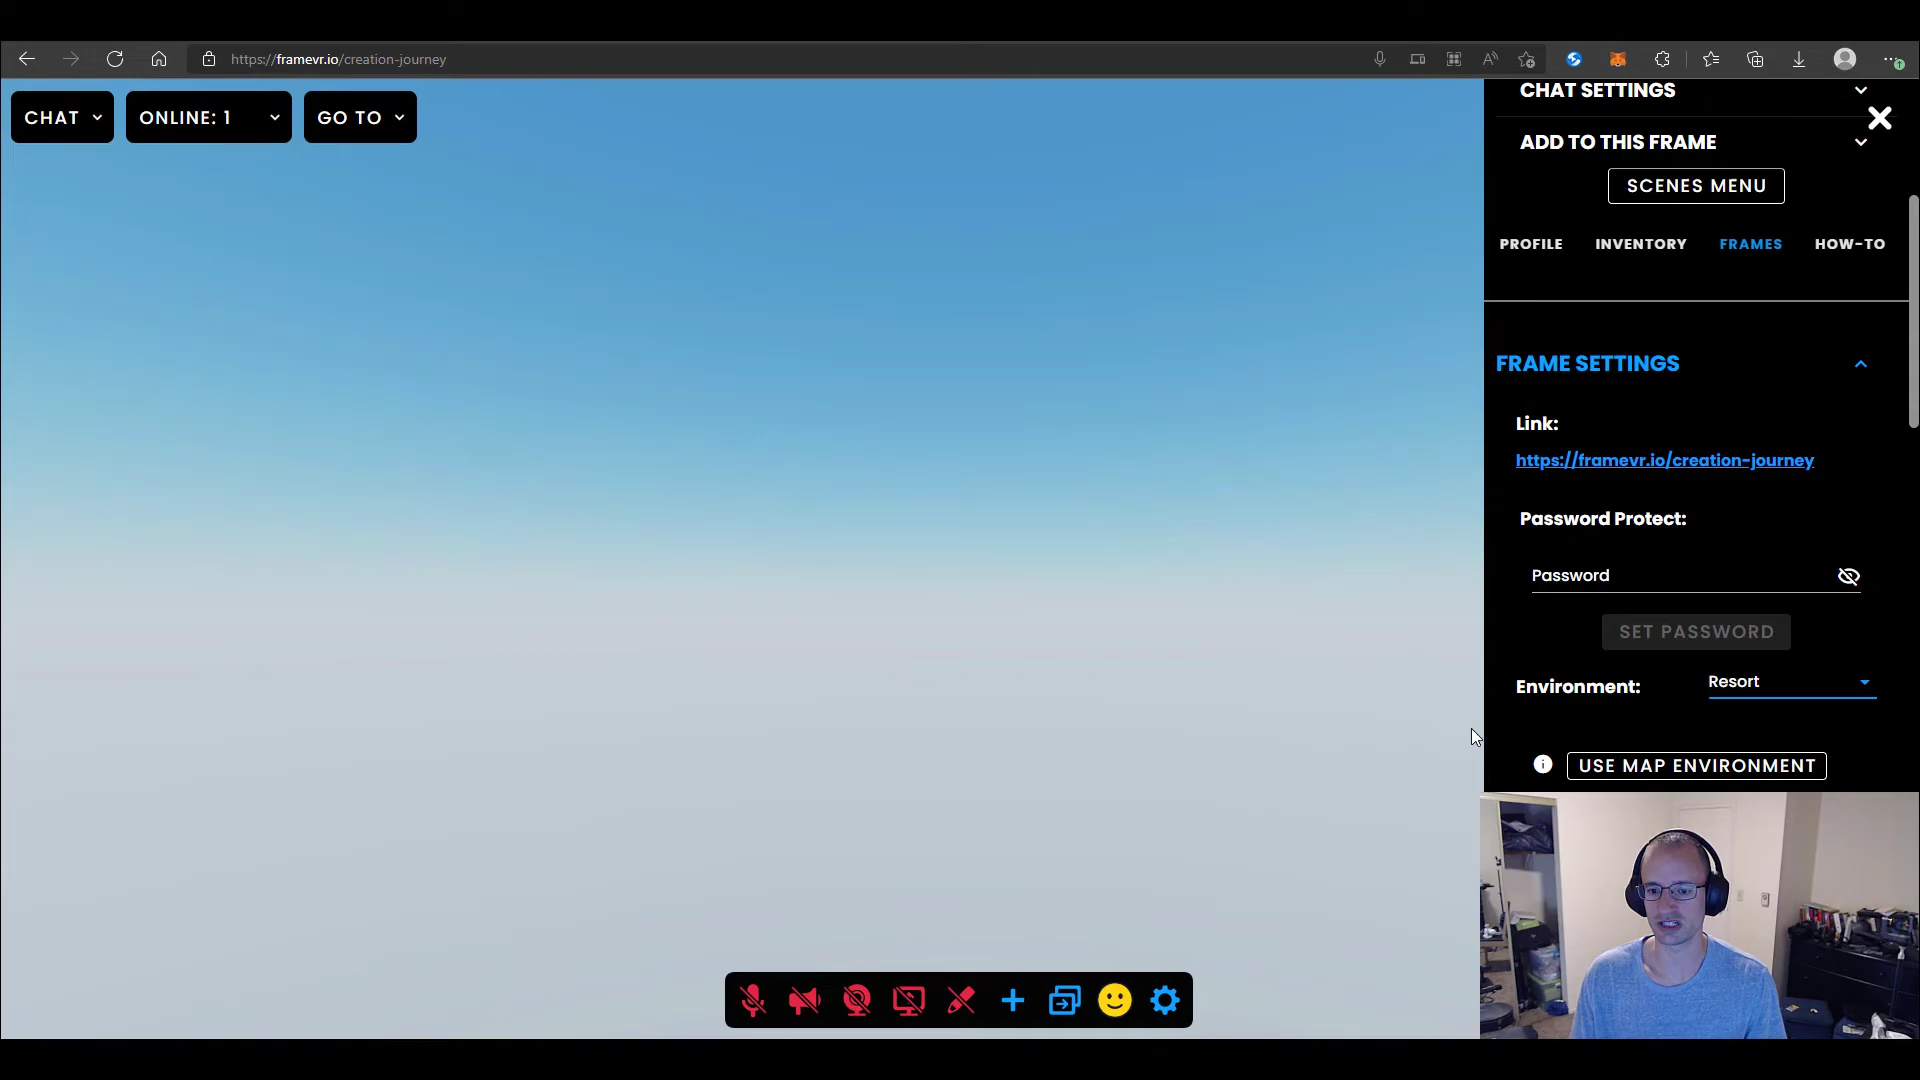 https://framevr.io/creation-journey
CHAT
ONLINE: 1
GO TO
CHAT SETTINGS
ADD TO THIS FRAME
SCENES MENU
PROFILE INVENTORY FRAMES HOW-TO
FRAME SETTINGS
Link:
https://framevr.io/creation-journey
Password Protect:
Password
SET PASSWORD
Environment: Resort
USE MAP ENVIRONMENT